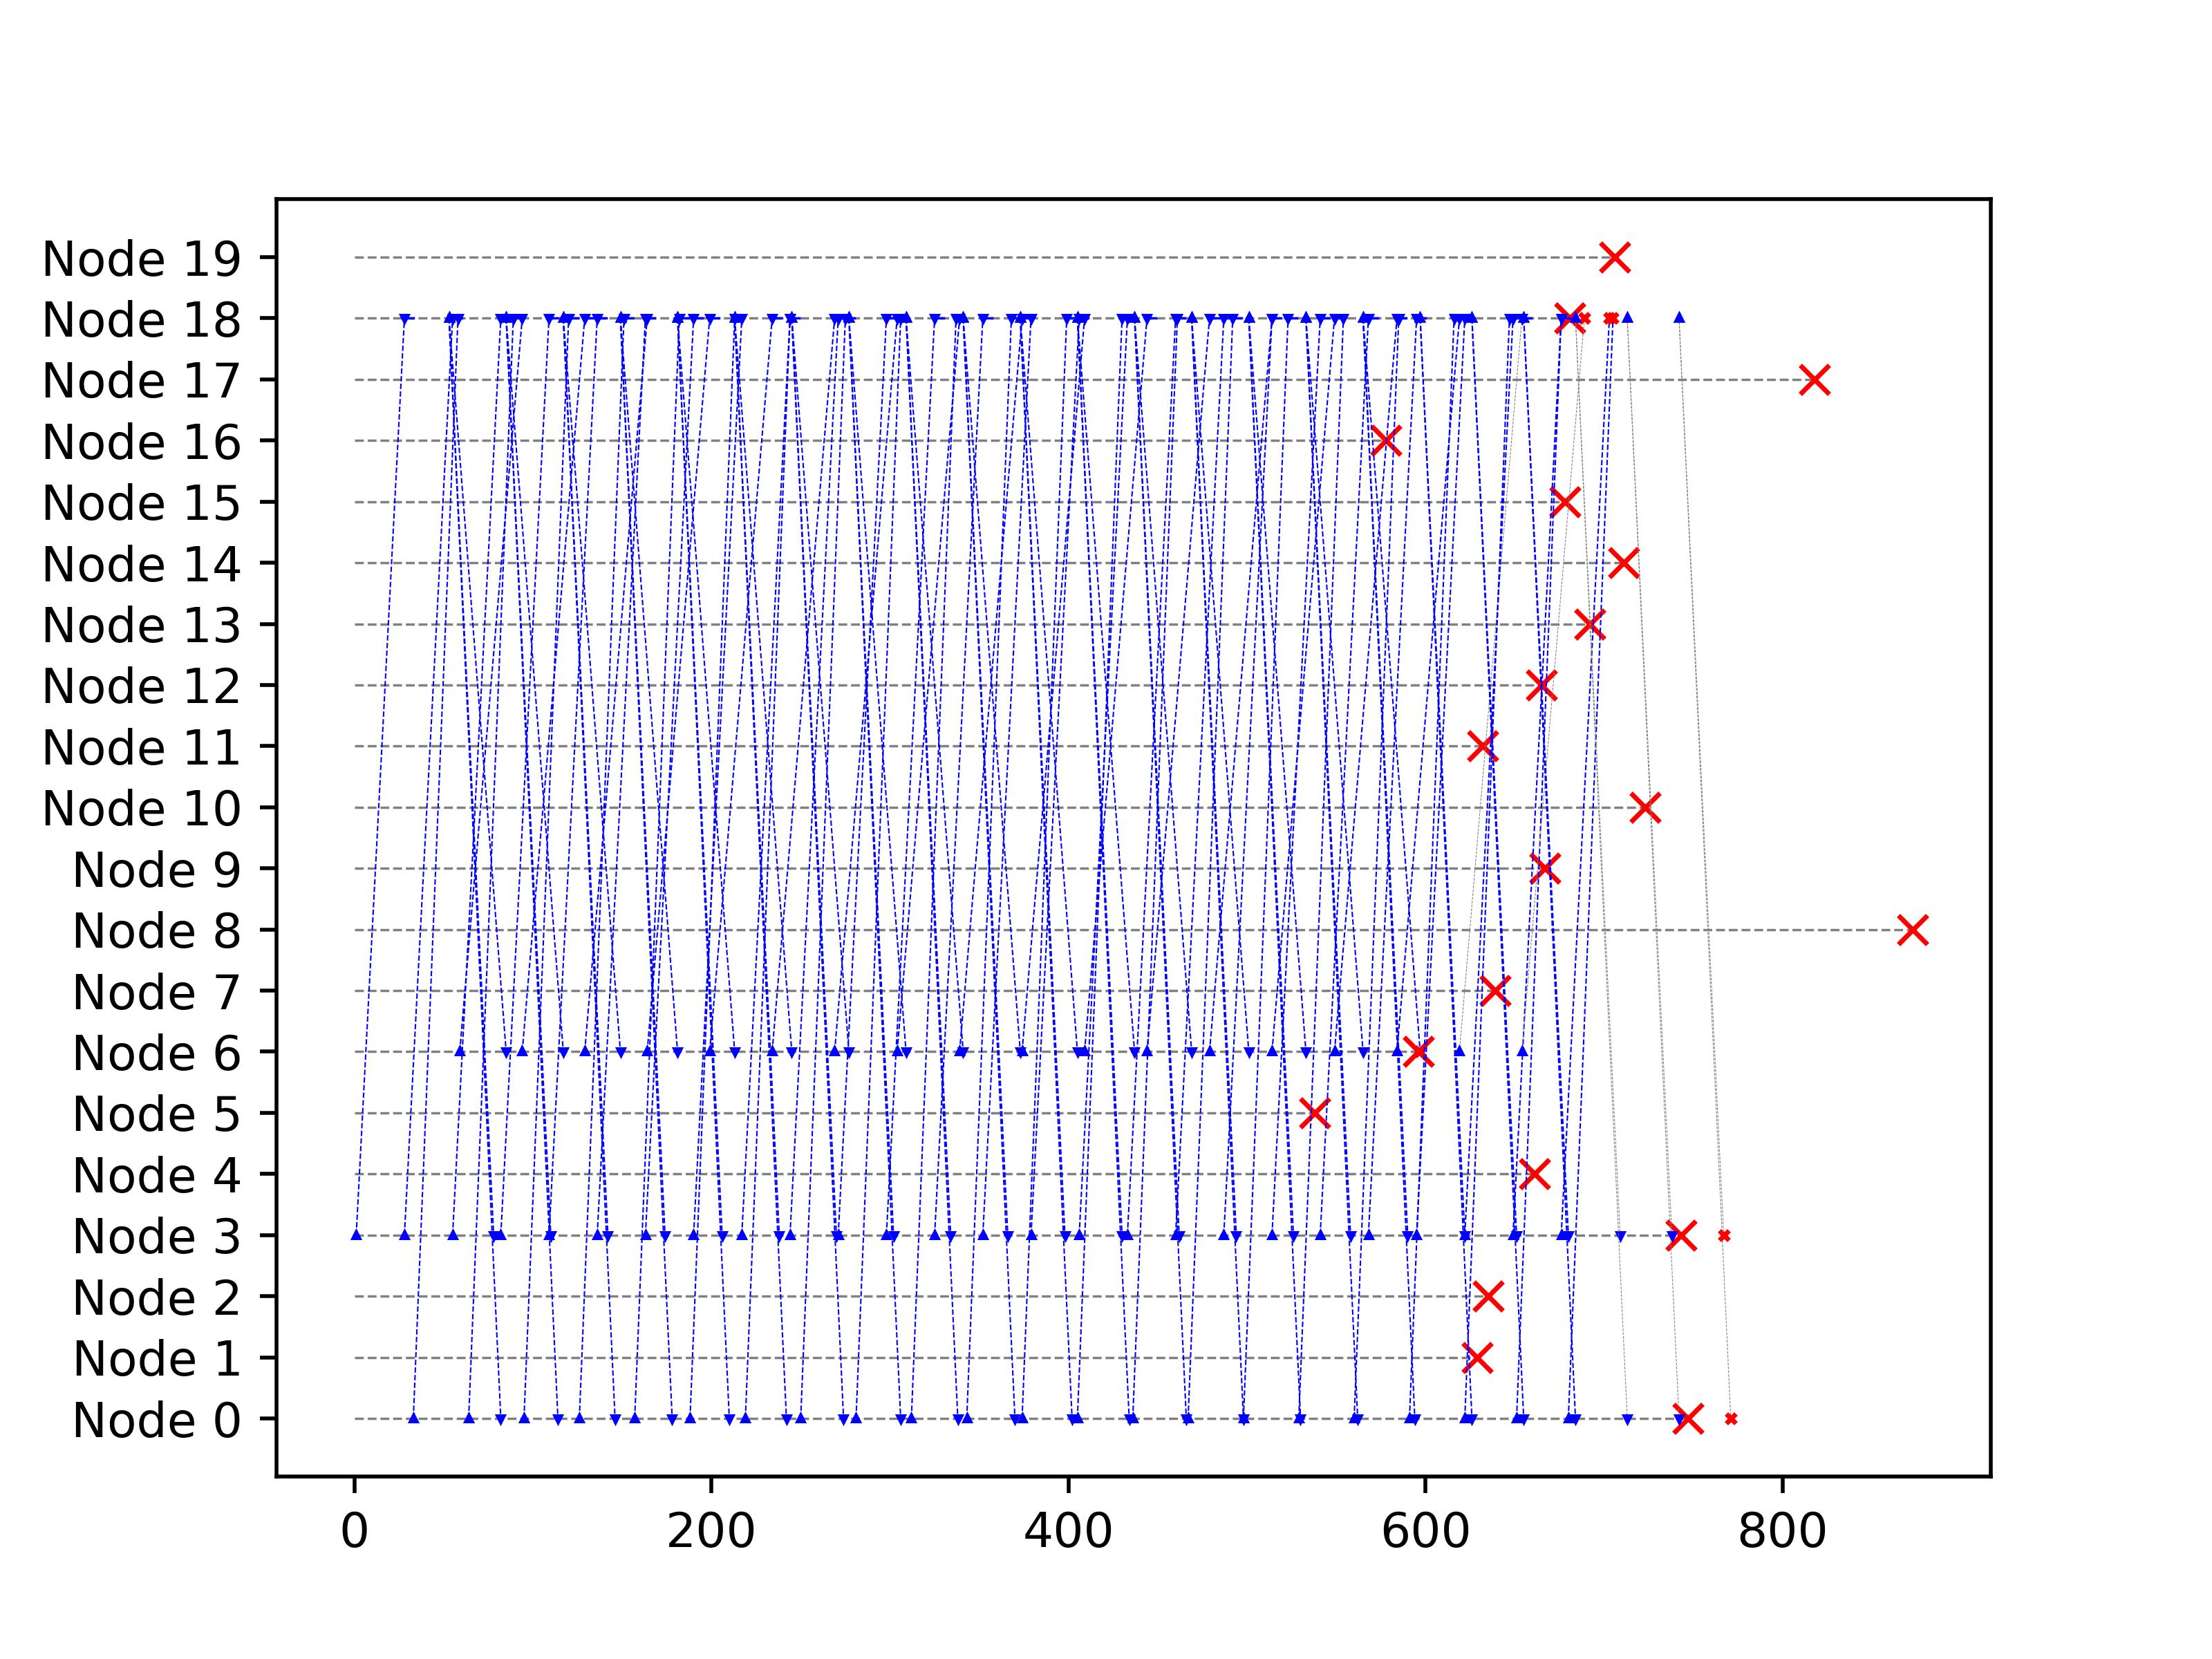 Node 19
Node 18
Node 17
Node 16
Node 15
Node 14
Node 13
Node 12
Node 11
Node 10
Node 9
Node 8
Node 7
Node 6
Node 5
Node 4
Node 3
Node 2
Node 1
Node 0
0 200 400 600 800